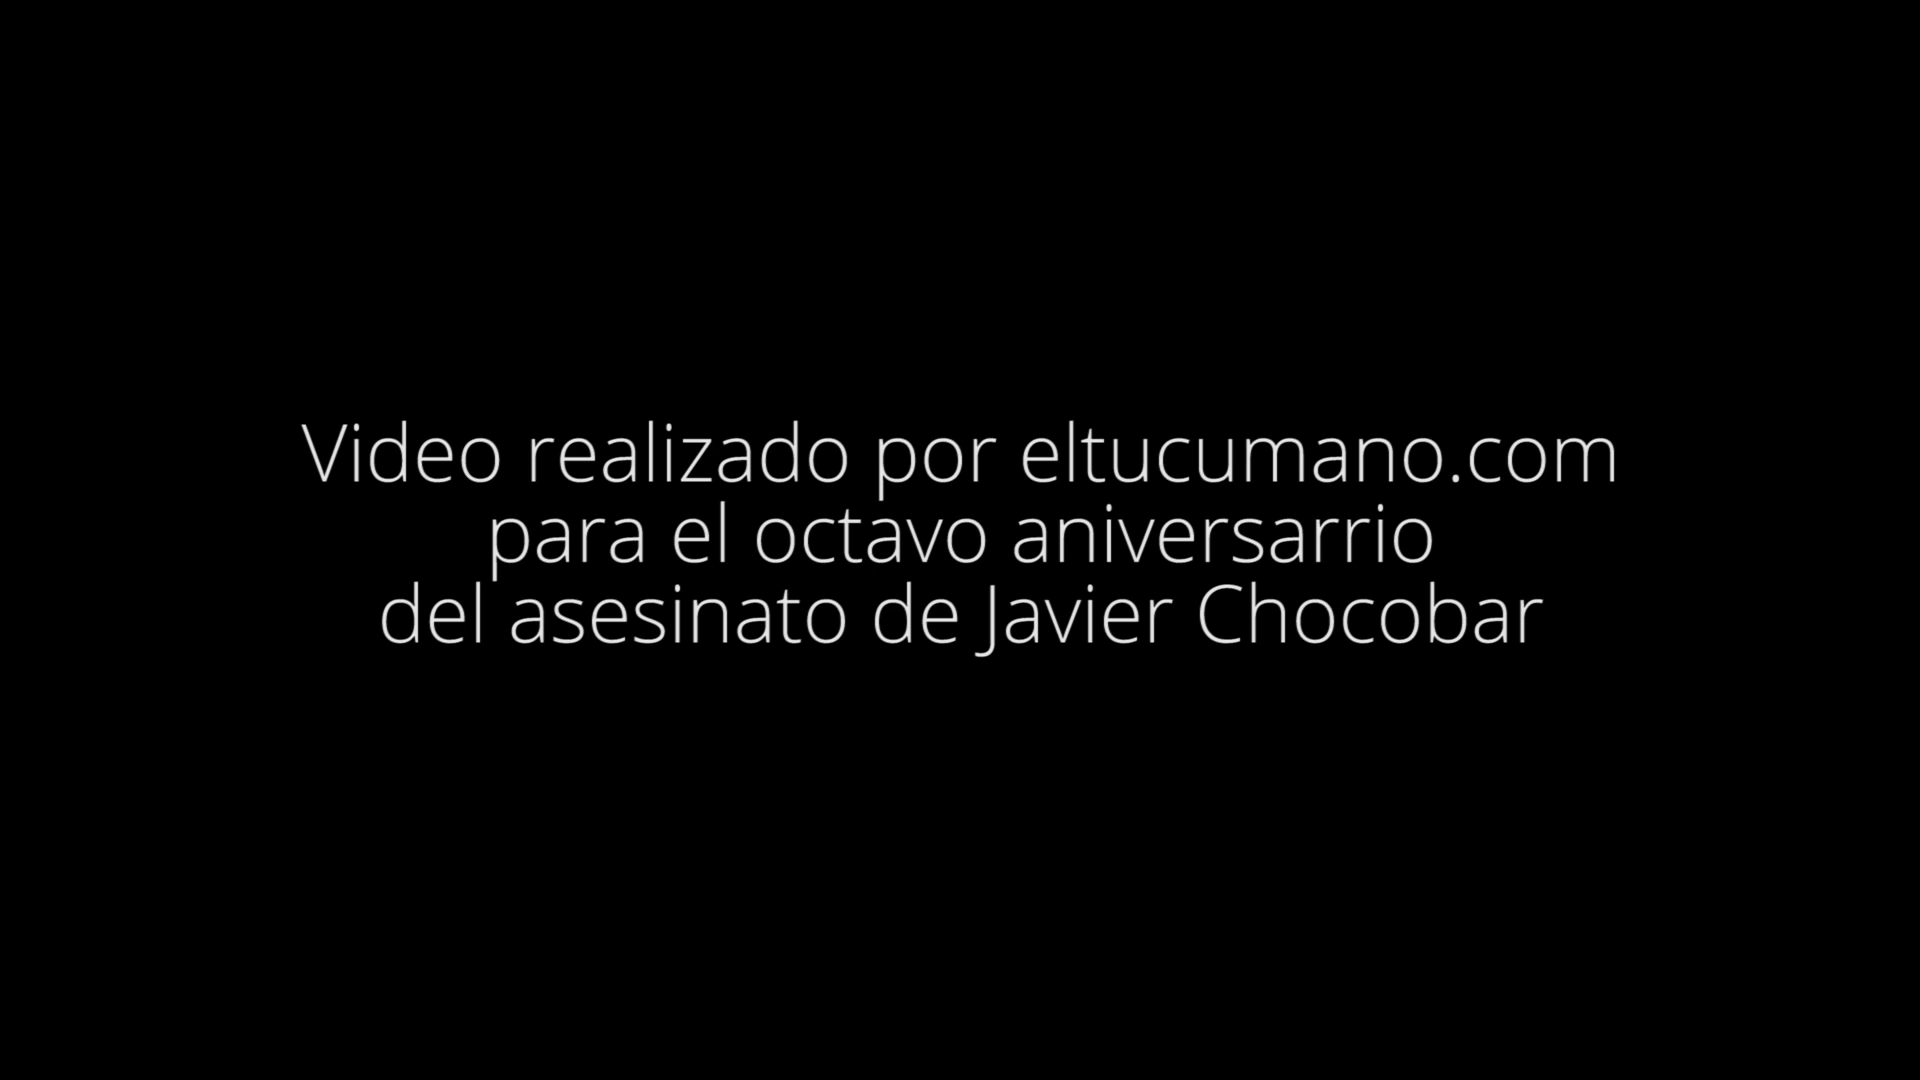 Video realizado por eltucumano.com
para el octavo aniversarrio
del asesinato de Javier Chocobar